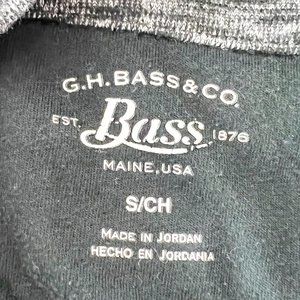 G.H. BASS & CO.
EST. Bass 1876
MAINE, USA
S/CH
MADE IN JORDAN
HECHO EN JORDANIA